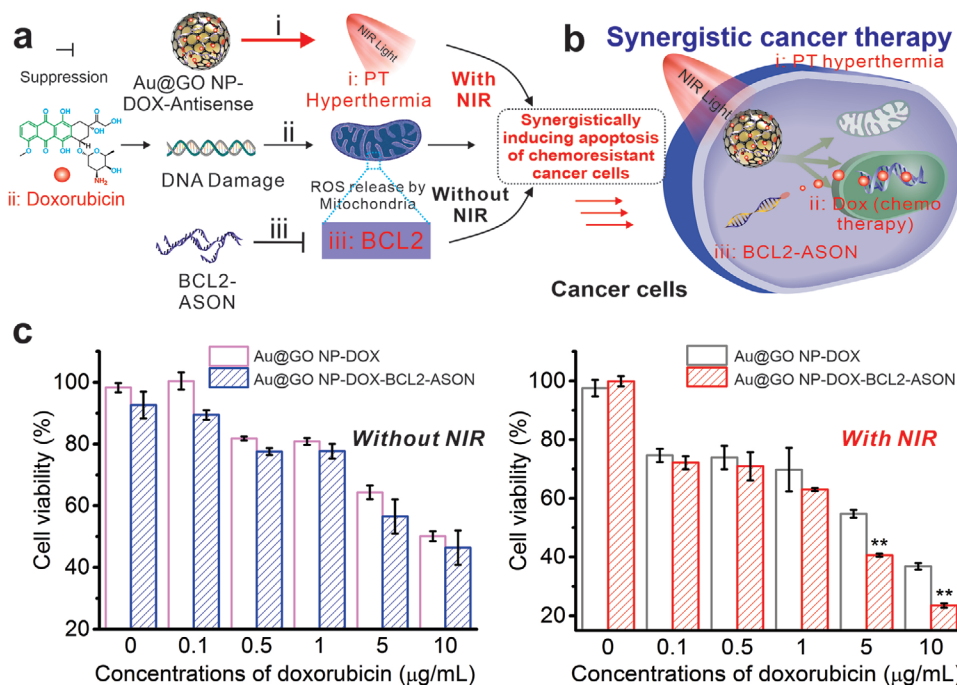 a
Suppression
ii: Doxorubicin
Au@GO NP-
DOX-Antisense
i
NIR Light
i: PT
Hyperthermia
DNA Damage
ii
ROS release by
Mitochondria
BCL2-
ASON
iii
iii: BCL2
With
NIR
Synergistically
inducing apoptosis
of chemoresistant
cancer cells
Without
NIR
Cancer cells
b
Synergistic cancer therapy
i: PT hyperthermia
NIR Light
ii: Dox (chemo
therapy)
iii: BCL2-ASON
c
Cell viability (%)
100
80
60
40
20
Au@GO NP-DOX
Au@GO NP-DOX-BCL2-ASON
Without NIR
0 0.1 0.5 1 5 10
Concentrations of doxorubicin (μg/mL)
Cell viability (%)
100
80
60
40
20
Au@GO NP-DOX
Au@GO NP-DOX-BCL2-ASON
With NIR
**
**
0 0.1 0.5 1 5 10
Concentrations of doxorubicin (μg/mL)